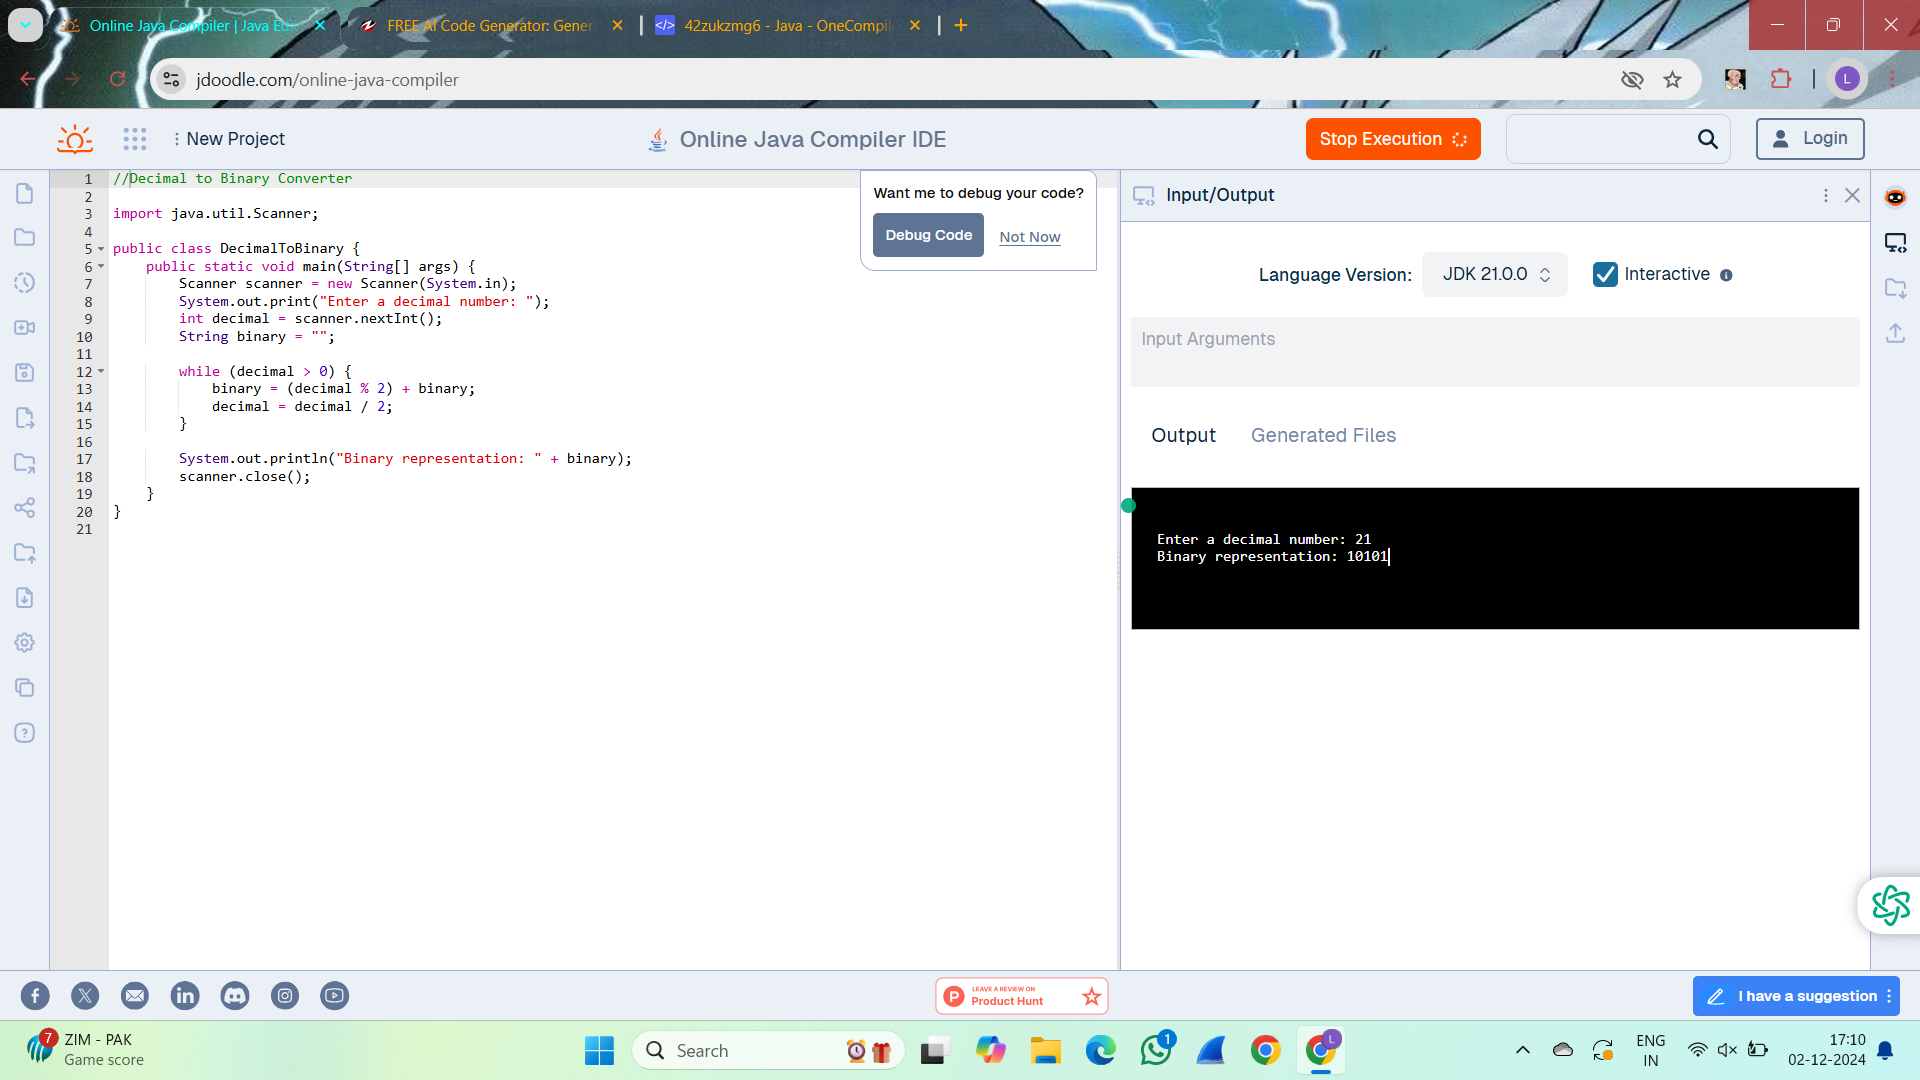 Online Java Compiler | Java Ed
FREE AI Code Generator: Gener
42zukzmg6 - Java - OneCompil
jdoodle.com/online-java-compiler
L
New Project
Online Java Compiler IDE
Stop Execution
Login
1 //Decimal to Binary Converter
2
3 import java.util.Scanner;
4
5 public class DecimalToBinary {
6 public static void main(String[] args) {
7 Scanner scanner = new Scanner(System.in);
8 System.out.print("Enter a decimal number: ");
9 int decimal = scanner.nextInt();
10 String binary = "";
11
12 while (decimal > 0) {
13 binary = (decimal % 2) + binary;
14 decimal = decimal / 2;
15 }
16
17 System.out.println("Binary representation: " + binary);
18 scanner.close();
19 }
20 }
21
Want me to debug your code?
Debug Code
Not Now
Input/Output
Language Version:
JDK 21.0.0
Interactive
Input Arguments
Output
Generated Files
Enter a decimal number: 21
Binary representation: 10101
LEAVE A REVIEW ON
Product Hunt
I have a suggestion
7
ZIM - PAK
Game score
Search
1
L
ENG
IN
17:10
02-12-2024